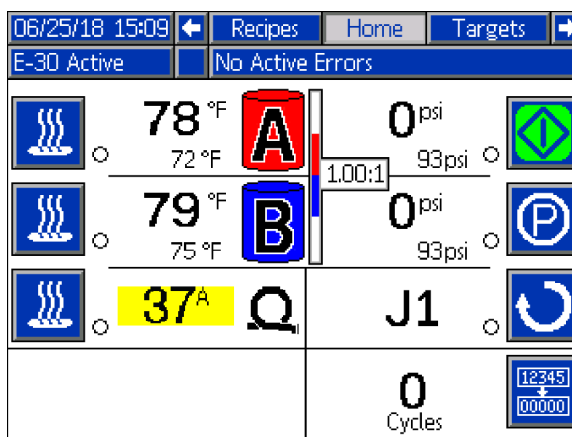 06/25/18 15:09 Recipes Home Targets
E-30 Active No Active Errors
78 °F A 0 psi
72 °F 93psi
1.00:1
79 °F B 0 psi
75 °F 93psi
37 A J1
12345
0 00000
Cycles